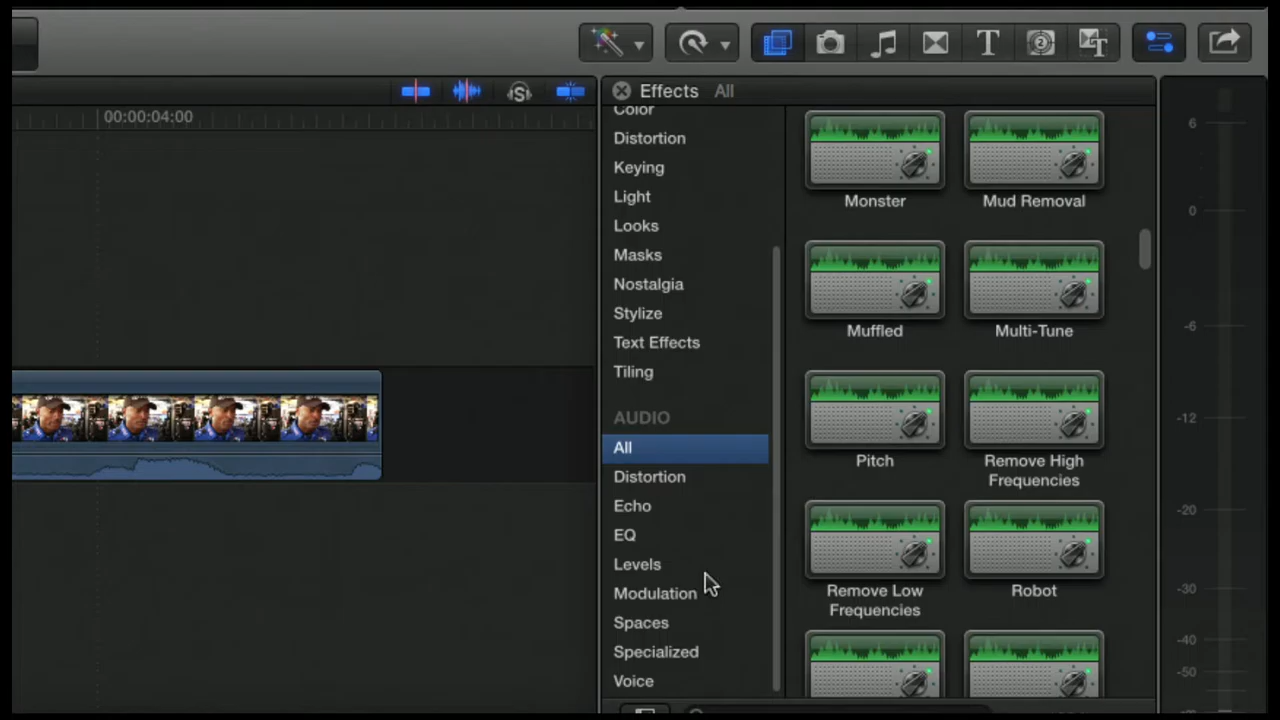 00:00:04:00
Effects All
Color
Distortion
Keying
Light
Looks
Masks
Nostalgia
Stylize
Text Effects
Tiling
AUDIO
All
Distortion
Echo
EQ
Levels
Modulation
Spaces
Specialized
Voice
Monster
Mud Removal
Muffled
Multi-Tune
Pitch
Remove High
Frequencies
Remove Low
Frequencies
Robot
6
0
-6
-12
-20
-30
-40
-50